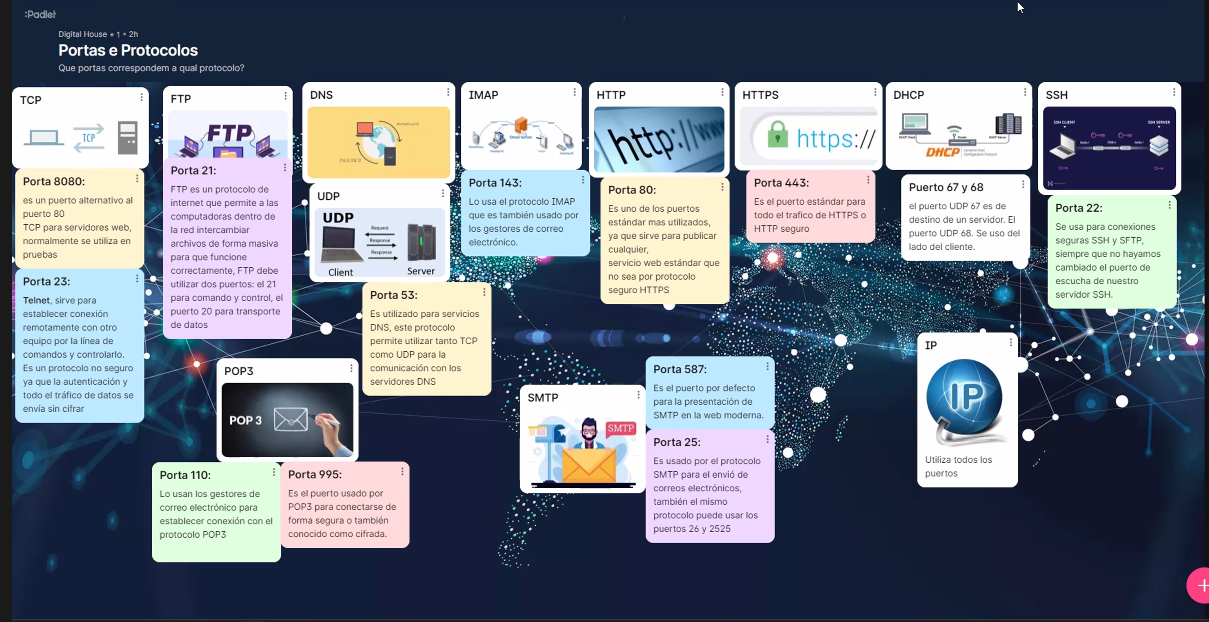 :Padlet
Digital House + 1 • 2h
Portas e Protocolos
Que portas correspondem a qual protocolo?
TCP
TCP
Porta 8080:
es un puerto alternativo al
puerto 80
TCP para servidores web,
normalmente se utiliza en
pruebas
Porta 23:
Telnet, sirve para
establecer conexión
remotamente con otro
equipo por la línea de
comandos y controlarlo.
Es un protocolo no seguro
ya que la autenticación y
todo el tráfico de datos se
envía sin cifrar
FTP
FTP
Porta 21:
FTP es un protocolo de
internet que permite a las
computadoras dentro de
la red intercambiar
archivos de forma masiva
para que funcione
correctamente, FTP debe
utilizar dos puertos: el 21
para comando y control, el
puerto 20 para transporte
de datos
DNS
UDP
UDP
Request
Response
Response
Client
Server
Porta 53:
Es utilizado para servicios
DNS, este protocolo
permite utilizar tanto TCP
como UDP para la
comunicación con los
servidores DNS
POP3
POP 3
Porta 110:
Lo usan los gestores de
correo electrónico para
establecer conexión con el
protocolo POP3
Porta 995:
Es el puerto usado por
POP3 para conectarse de
forma segura o también
conocido como cifrada.
IMAP
Email Server
Porta 143:
Lo usa el protocolo IMAP
que es también usado por
los gestores de correo
electrónico.
HTTP
http://www
Porta 80:
Es uno de los puertos
estándar mas utilizados,
ya que sirve para publicar
cualquier,
servicio web estándar que
no sea por protocolo
seguro HTTPS
SMTP
SMTP
Porta 587:
Es el puerto por defecto
para la presentación de
SMTP en la web moderna.
Porta 25:
Es usado por el protocolo
SMTP para el envió de
correos electrónicos,
también el mismo
protocolo puede usar los
puertos 26 y 2525
HTTPS
https://
Porta 443:
Es el puerto estándar para
todo el trafico de HTTPS o
HTTP seguro
DHCP
DHCP
Puerto 67 y 68
el puerto UDP 67 es de
destino de un servidor. El
puerto UDP 68. Se uso del
lado del cliente.
IP
IP
Utiliza todos los
puertos
SSH
SSH CLIENT
SSH SERVER
Porta 22:
Se usa para conexiones
seguras SSH y SFTP,
siempre que no hayamos
cambiado el puerto de
escucha de nuestro
servidor SSH.